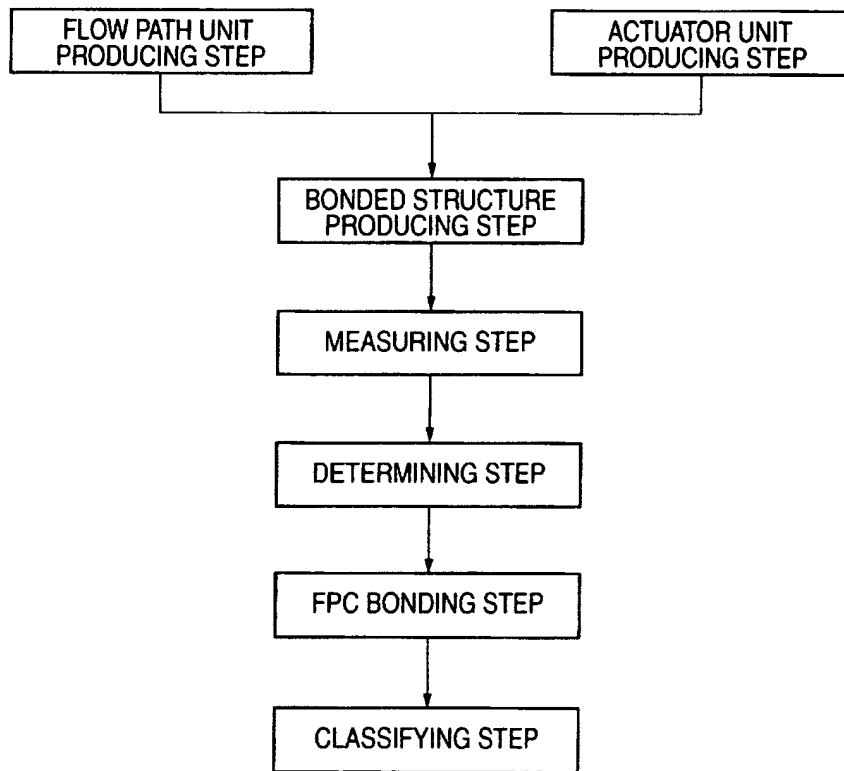 FLOW PATH UNIT
PRODUCING STEP
ACTUATOR UNIT
PRODUCING STEP
BONDED STRUCTURE
PRODUCING STEP
MEASURING STEP
DETERMINING STEP
FPC BONDING STEP
CLASSIFYING STEP